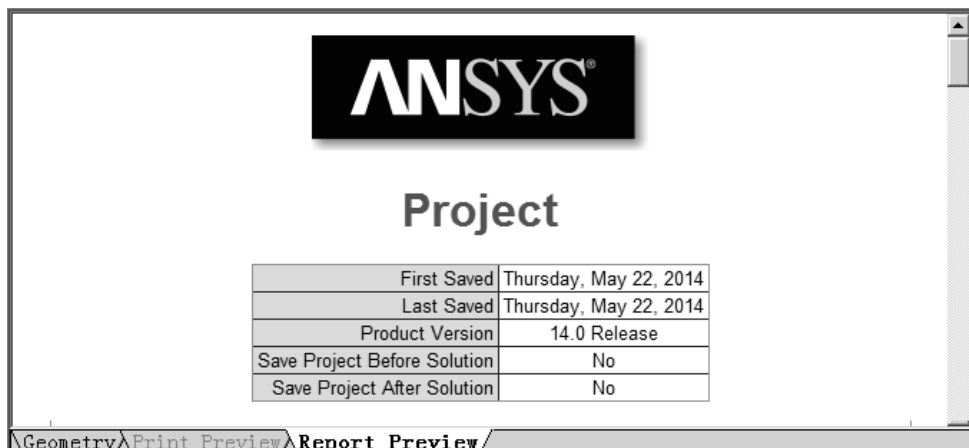 ANSYS®
Project
First Saved Thursday, May 22, 2014
Last Saved Thursday, May 22, 2014
Product Version 14.0 Release
Save Project Before Solution No
Save Project After Solution No
Geometry Print Preview Report Preview